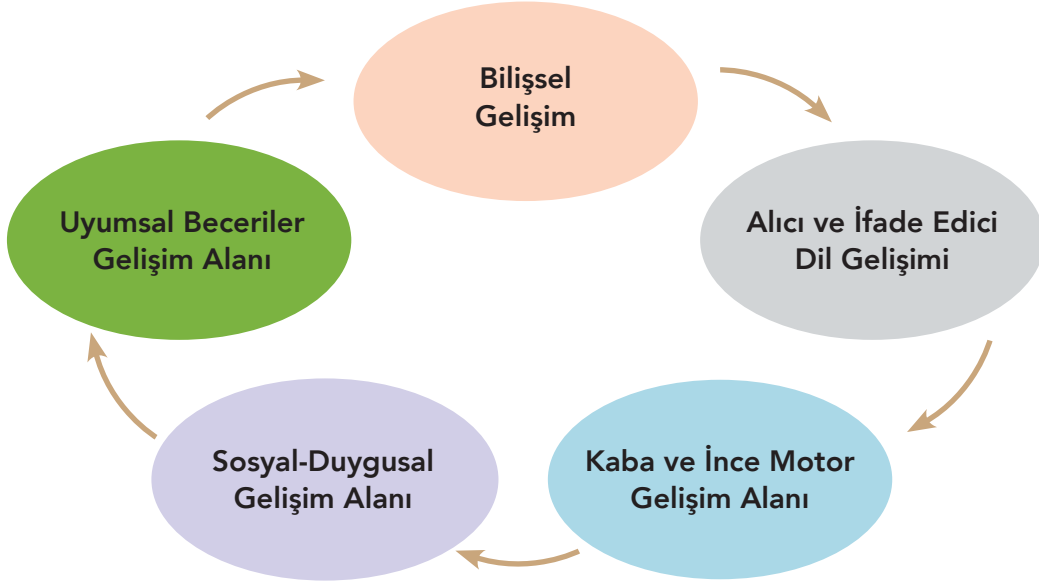 Bilişsel
Gelişim
Alıcı ve İfade Edici
Dil Gelişimi
Kaba ve İnce Motor
Gelişim Alanı
Sosyal-Duygusal
Gelişim Alanı
Uyumsal Beceriler
Gelişim Alanı